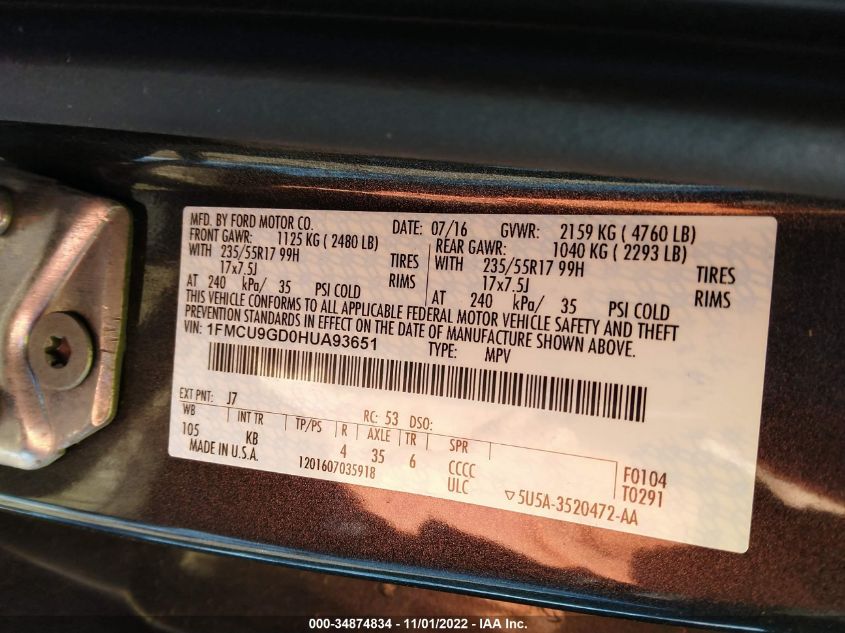 MFD. BY FORD MOTOR CO. DATE: 07/16 GVWR: 2159 KG ( 4760 LB)
FRONT GAWR: 1125 KG ( 2480 LB) REAR GAWR: 1040 KG ( 2293 LB)
WITH 235/55R17 99H TIRES WITH 235/55R17 99H TIRES
17x7.5J RIMS 17x7.5J RIMS
AT 240 kPa/ 35 PSI COLD AT 240 kPa/ 35 PSI COLD
THIS VEHICLE CONFORMS TO ALL APPLICABLE FEDERAL MOTOR VEHICLE SAFETY AND THEFT
PREVENTION STANDARDS IN EFFECT ON THE DATE OF MANUFACTURE SHOWN ABOVE.
VIN: 1FMCU9GD0HUA93651 TYPE: MPV
EXT PNT: J7 RC: 53 DSO:
WB INT TR TP/PS R AXLE TR SPR
105 KB 4 35 6 CCCC F0104
MADE IN U.S.A. 1201607035918 ULC T0291
▽5U5A-3520472-AA
000-34874834 - 11/01/2022 - IAA Inc.